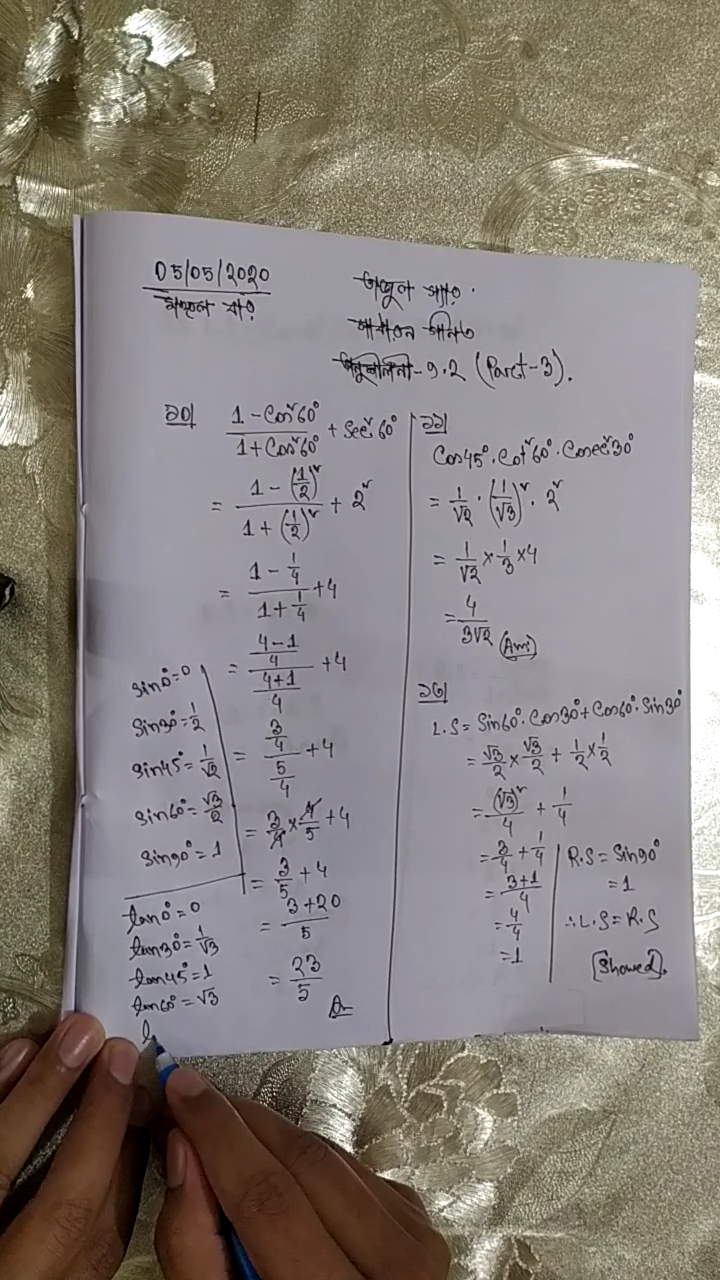 05/05/2020
সাধারন গনিত
অনুশীলনী-৯.২ (Part-3).
১০|
(1 - Cos²60°)/(1 + Cos²60°) + Sec²60°
= (1 - (1/2)²)/(1 + (1/2)²) + 2²
= (1 - 1/4)/(1 + 1/4) + 4
= ((4-1)/4)/((4+1)/4) + 4
= (3/4)/(5/4) + 4
= 3/4 × 4/5 + 4
= 3/5 + 4
= (3+20)/5
= 23/5
An
Sin0° = 0
Sin30° = 1/2
Sin45° = 1/√2
Sin60° = √3/2
Sin90° = 1
tan0° = 0
tan30° = 1/√3
tan45° = 1
tan60° = √3
১১|
Cos45°.Cot²60°.Cosec²30°
= 1/√2 . (1/√3)² . 2²
= 1/√2 × 1/3 × 4
= 4/3√2 (Ans)
১৩|
L.S = Sin60°.Cos30° + Cos60°.Sin30°
= √3/2 × √3/2 + 1/2 × 1/2
= (√3)²/4 + 1/4
= 3/4 + 1/4
= (3+1)/4
= 4/4
= 1
R.S = Sin90°
= 1
∴ L.S = R.S
[Showed].